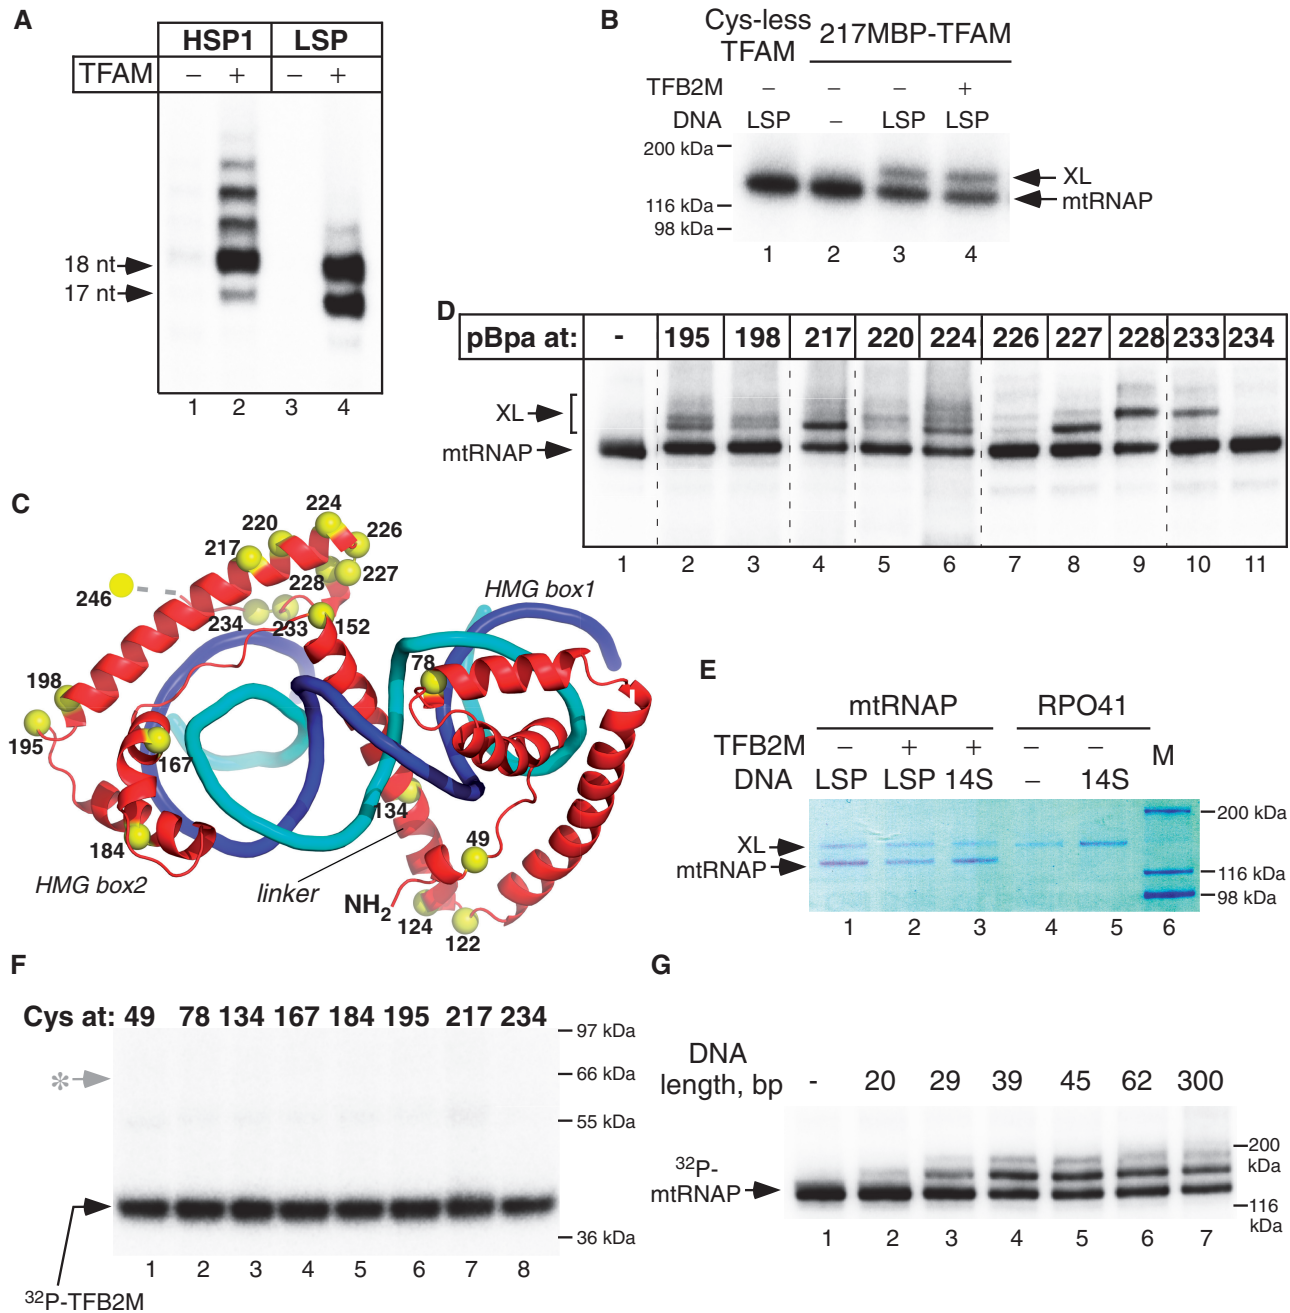 A
HSP1 LSP
TFAM − + − +
18 nt
17 nt
1 2 3 4
B
Cys-less TFAM 217MBP-TFAM
TFB2M − − − +
DNA LSP − LSP LSP
200 kDa
116 kDa
98 kDa
XL
mtRNAP
1 2 3 4
D
pBpa at: - 195 198 217 220 224 226 227 228 233 234
XL
mtRNAP
1 2 3 4 5 6 7 8 9 10 11
C
224
220
226
217
227
228
246
234
233
152
HMG box1
78
198
195
167
134
184
49
HMG box2
linker
NH2
124
122
E
mtRNAP RPO41
TFB2M − + + − −
DNA LSP LSP 14S − 14S M
XL
mtRNAP
200 kDa
116 kDa
98 kDa
1 2 3 4 5 6
F
Cys at: 49 78 134 167 184 195 217 234
97 kDa
*
66 kDa
55 kDa
36 kDa
1 2 3 4 5 6 7 8
32P-TFB2M
G
DNA
length, bp - 20 29 39 45 62 300
32P-
mtRNAP
200
kDa
116
kDa
1 2 3 4 5 6 7